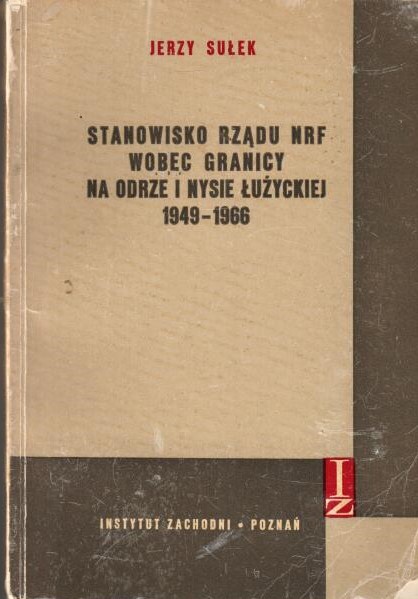 JERZY SUŁEK
STANOWISKO RZĄDU NRF
WOBEC GRANICY
NA ODRZE I NYSIE ŁUŻYCKIEJ
1949-1966
IZ
INSTYTUT ZACHODNI • POZNAŃ